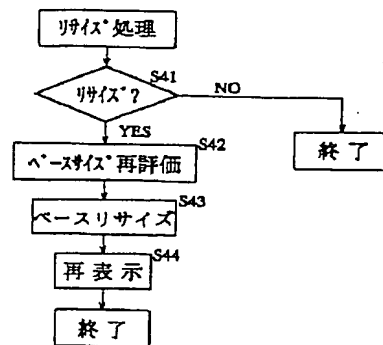 リサイズ処理
S41
リサイズ?
NO
YES
S42
終了
ベースサイズ再評価
S43
ベースリサイズ
S44
再表示
終了